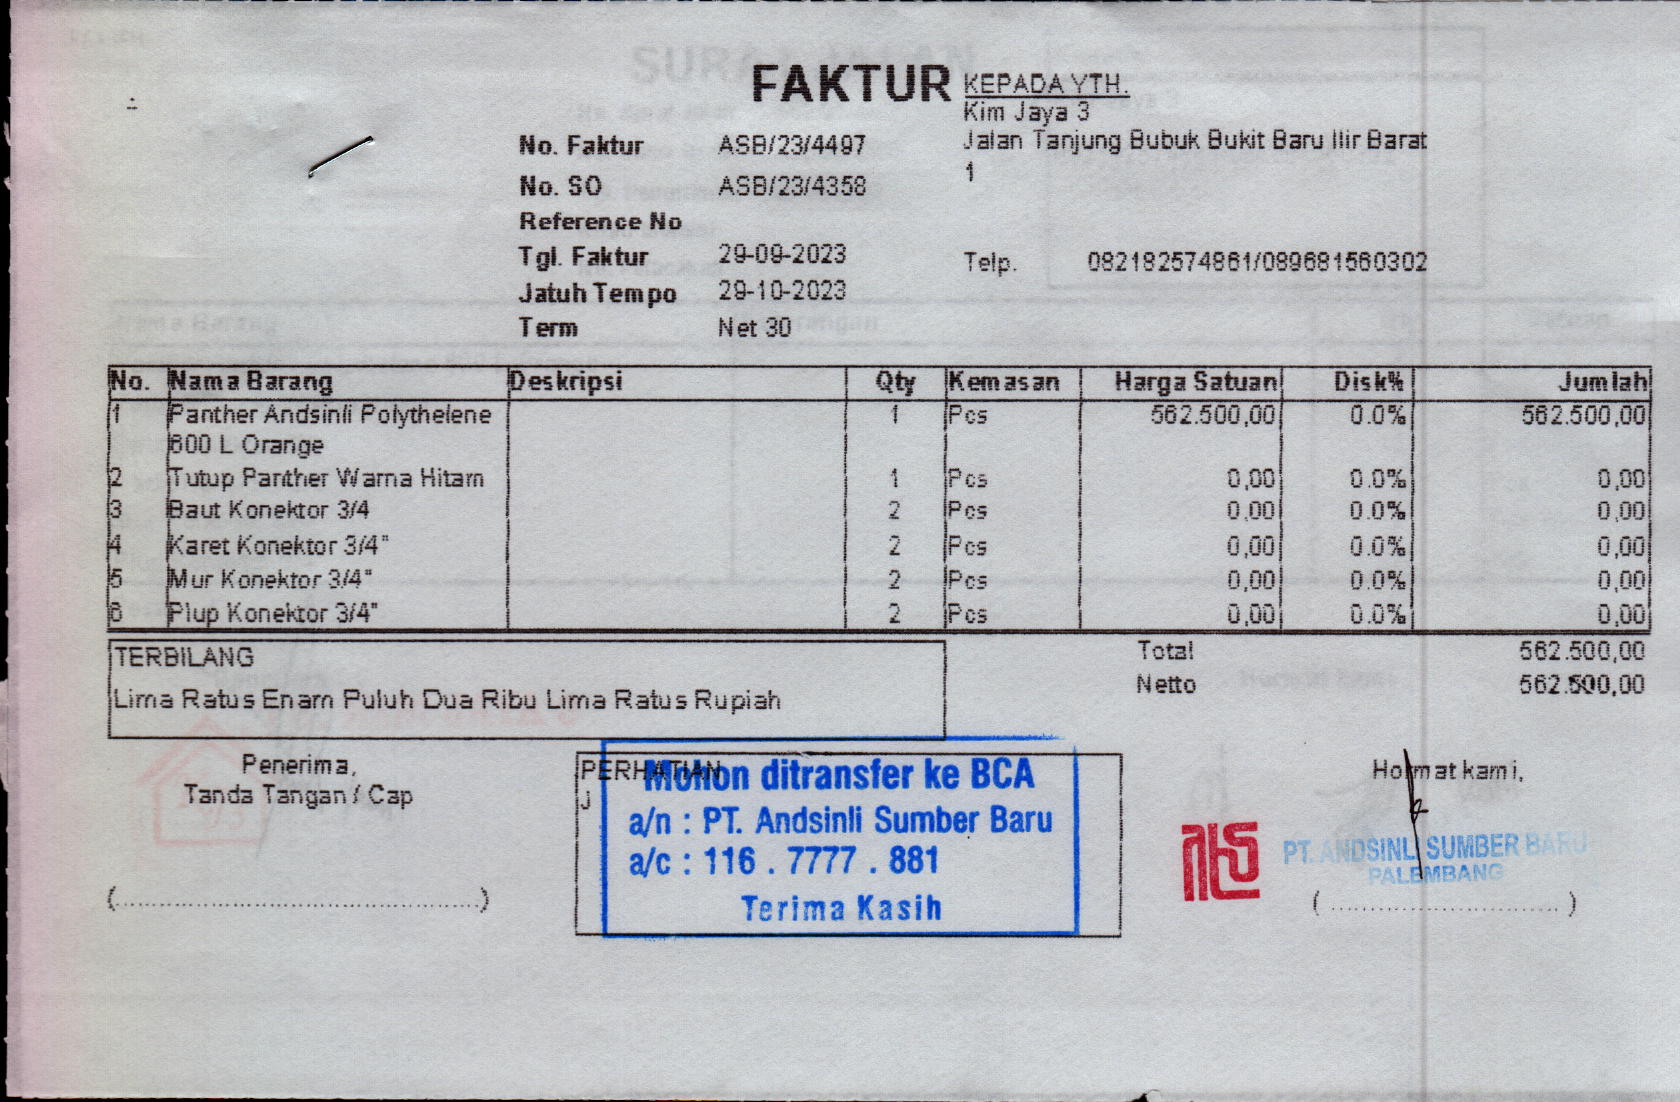 FAKTUR
KEPADA YTH.
Kim Jaya 3
Jalan Tanjung Bubuk Bukit Baru Ilir Barat
1
No. Faktur ASB/23/4497
No. SO ASB/23/4358
Reference No
Tgl. Faktur 29-09-2023
Jatuh Tempo 29-10-2023
Term Net 30
Telp. 082182574861/089681560302
No. Nama Barang Deskripsi Qty Kemasan Harga Satuan Disk% Jumlah
1 Panther Andsinli Polythelene 1 Pcs 562.500,00 0.0% 562.500,00
600 L Orange
2 Tutup Panther Warna Hitam 1 Pcs 0,00 0.0% 0,00
3 Baut Konektor 3/4 2 Pcs 0,00 0.0% 0,00
4 Karet Konektor 3/4" 2 Pcs 0,00 0.0% 0,00
5 Mur Konektor 3/4" 2 Pcs 0,00 0.0% 0,00
6 Plup Konektor 3/4" 2 Pcs 0,00 0.0% 0,00
TERBILANG
Lima Ratus Enam Puluh Dua Ribu Lima Ratus Rupiah
Total 562.500,00
Netto 562.500,00
Penerima,
Tanda Tangan / Cap
PERHATIAN
J
Mohon ditransfer ke BCA
a/n : PT. Andsinli Sumber Baru
a/c : 116 . 7777 . 881
Terima Kasih
Hormat kami,
PT. ANDSINLI SUMBER BARU
PALEMBANG